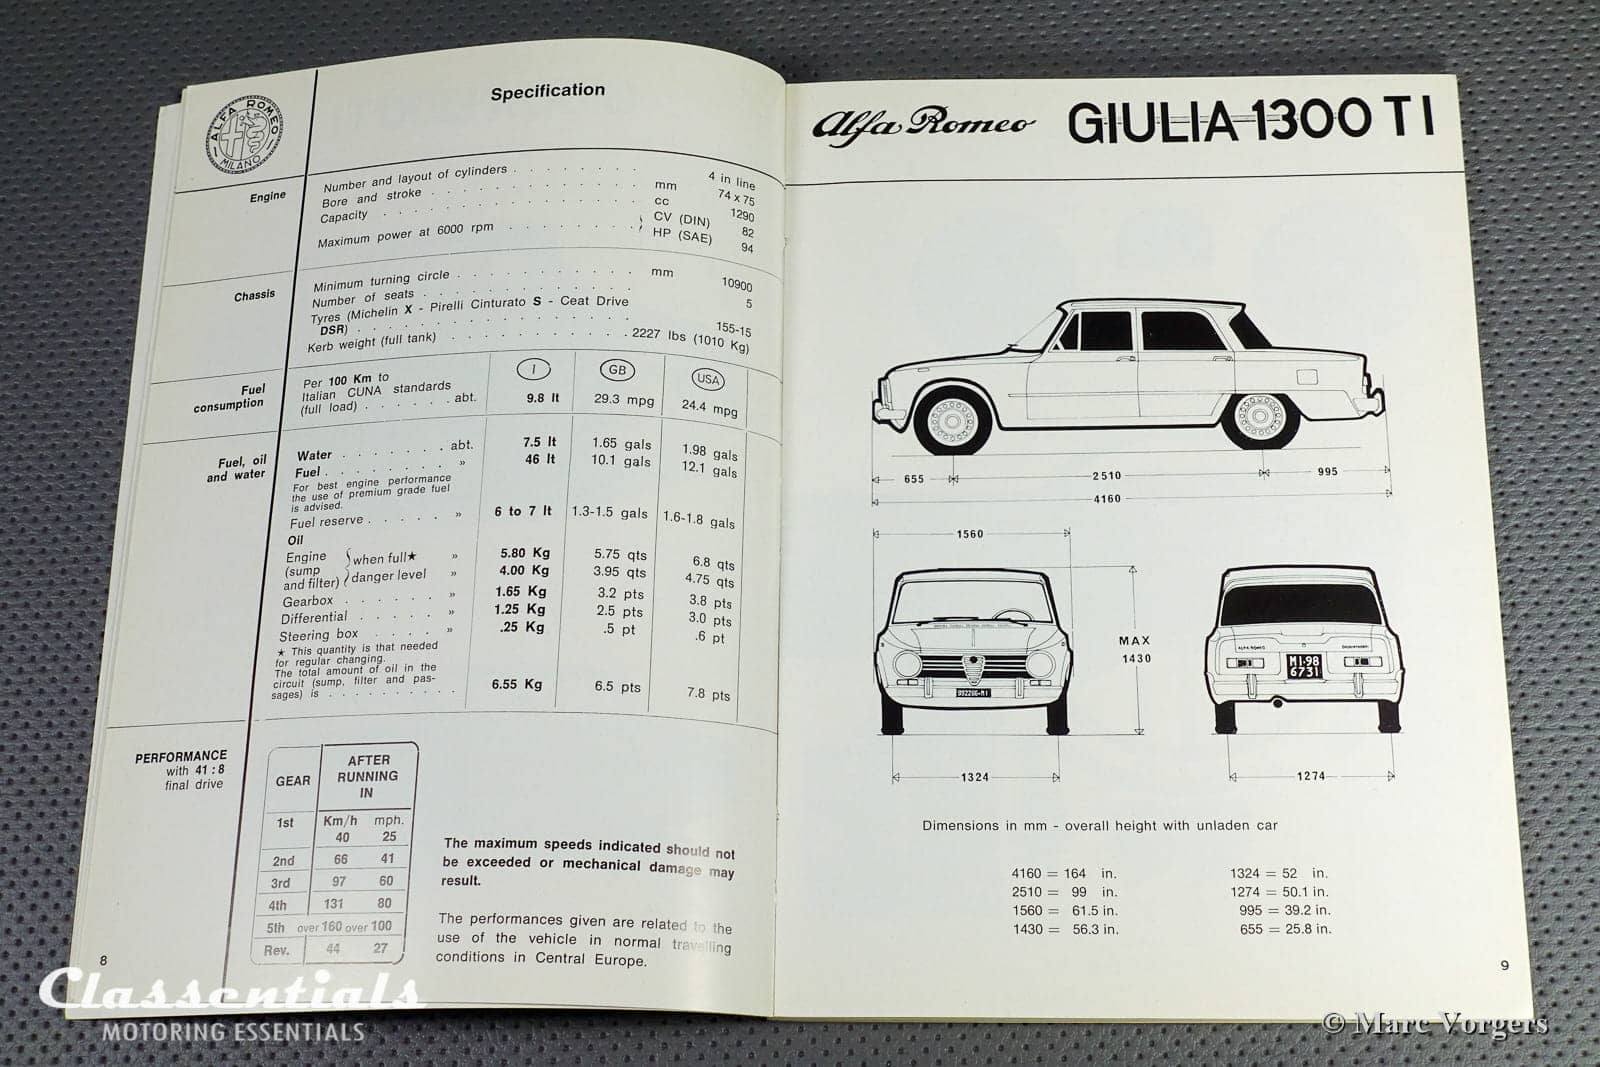 ALFA ROMEO
MILANO
Specification
Engine
Number and layout of cylinders . . . . . . . 4 in line
Bore and stroke . . . . . . . . . . . . mm 74 x 75
Capacity . . . . . . . . . . . . . . cc 1290
Maximum power at 6000 rpm . . . . . . . } CV (DIN) 82
HP (SAE) 94
Chassis
Minimum turning circle . . . . . . . . . . . mm 10900
Number of seats . . . . . . . . . . . . . 5
Tyres (Michelin X - Pirelli Cinturato S - Ceat Drive
DSR) . . . . . . . . . . . . . . . . 155-15
Kerb weight (full tank) . . . . . . . . . . 2227 lbs (1010 Kg)
Fuel
consumption
I GB USA
Per 100 Km to
Italian CUNA standards
(full load) . . . . . . abt. 9.8 lt 29.3 mpg 24.4 mpg
Fuel, oil
and water
Water . . . . . . . abt. 7.5 lt 1.65 gals 1.98 gals
Fuel . . . . . . . . » 46 lt 10.1 gals 12.1 gals
For best engine performance
the use of premium grade fuel
is advised.
Fuel reserve . . . . . » 6 to 7 lt 1.3-1.5 gals 1.6-1.8 gals
Oil
Engine { when full★ » 5.80 Kg 5.75 qts 6.8 qts
(sump
and filter) { danger level » 4.00 Kg 3.95 qts 4.75 qts
Gearbox . . . . . . » 1.65 Kg 3.2 pts 3.8 pts
Differential . . . . . » 1.25 Kg 2.5 pts 3.0 pts
Steering box . . . . » .25 Kg .5 pt .6 pt
★ This quantity is that needed
for regular changing.
The total amount of oil in the
circuit (sump, filter and pas-
sages) is . . . . . . . . . . 6.55 Kg 6.5 pts 7.8 pts
PERFORMANCE
with 41 : 8
final drive
GEAR AFTER
RUNNING
IN
Km/h mph.
1st 40 25
2nd 66 41
3rd 97 60
4th 131 80
5th over 160 over 100
Rev. 44 27
The maximum speeds indicated should not
be exceeded or mechanical damage may
result.
The performances given are related to the
use of the vehicle in normal travelling
conditions in Central Europe.
8
Alfa Romeo GIULIA 1300 TI
655 2510 995
4160
1560
MAX
1430
1324
ALFA ROMEO
MI·98
6731
1274
Dimensions in mm - overall height with unladen car
4160 = 164 in. 1324 = 52 in.
2510 = 99 in. 1274 = 50.1 in.
1560 = 61.5 in. 995 = 39.2 in.
1430 = 56.3 in. 655 = 25.8 in.
9
Classentials
MOTORING ESSENTIALS
© Marc Vorgers